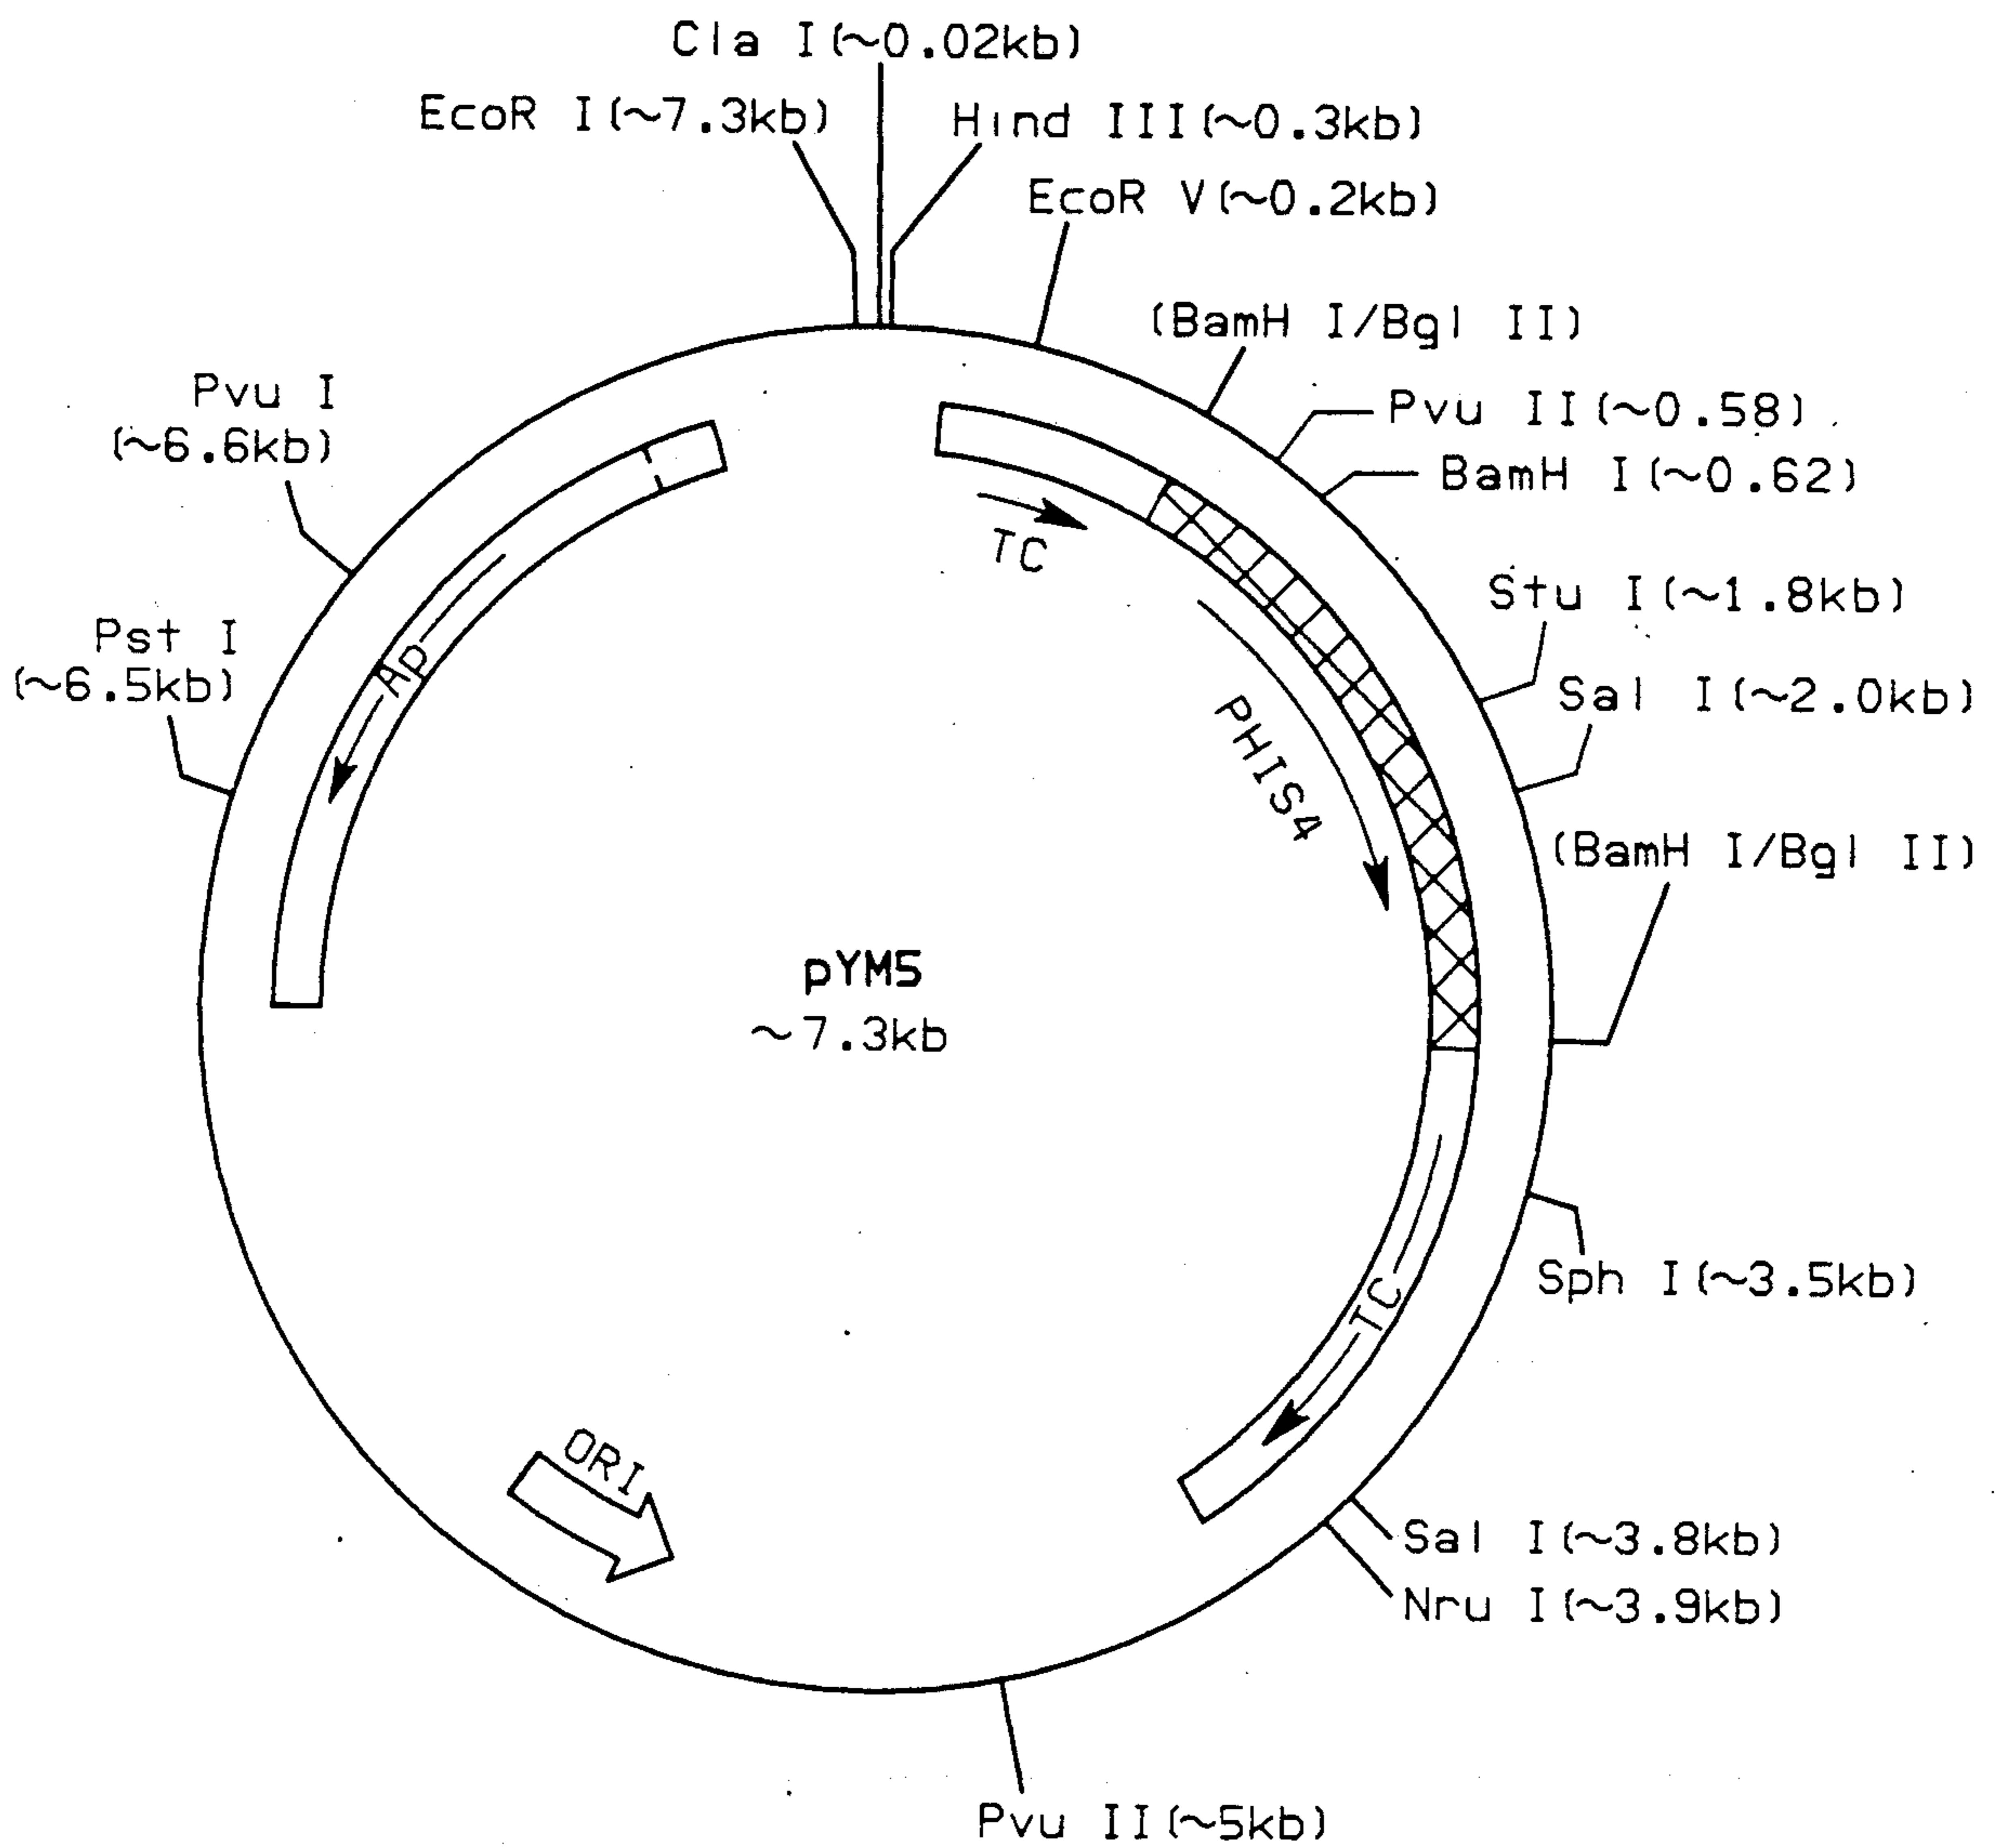 Cla I(~0.02kb)
EcoR I(~7.3kb)
Hind III(~0.3kb)
EcoR V(~0.2kb)
(BamH I/Bgl II)
Pvu I
(~6.6kb)
Pvu II(~0.58)
BamH I(~0.62)
TC
Stu I(~1.8kb)
Pst I
(~6.5kb)
AP
Sal I(~2.0kb)
PHIS4
(BamH I/Bgl II)
pYM5
~7.3kb
Sph I(~3.5kb)
TC
ORI
Sal I(~3.8kb)
Nru I(~3.9kb)
Pvu II(~5kb)